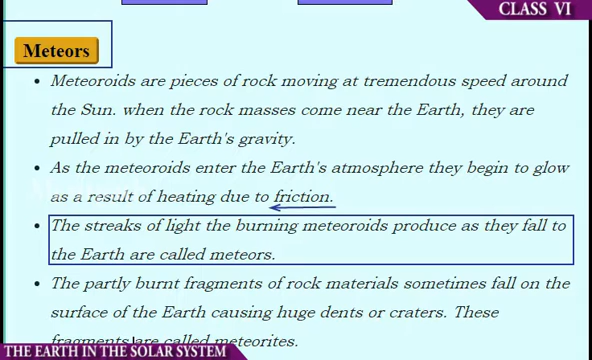 CLASS VI
Meteors
• Meteoroids are pieces of rock moving at tremendous speed around
the Sun. when the rock masses come near the Earth, they are
pulled in by the Earth's gravity.
• As the meteoroids enter the Earth's atmosphere they begin to glow
as a result of heating due to friction.
• The streaks of light the burning meteoroids produce as they fall to
the Earth are called meteors.
• The partly burnt fragments of rock materials sometimes fall on the
surface of the Earth causing huge dents or craters. These
fragments are called meteorites.
THE EARTH IN THE SOLAR SYSTEM